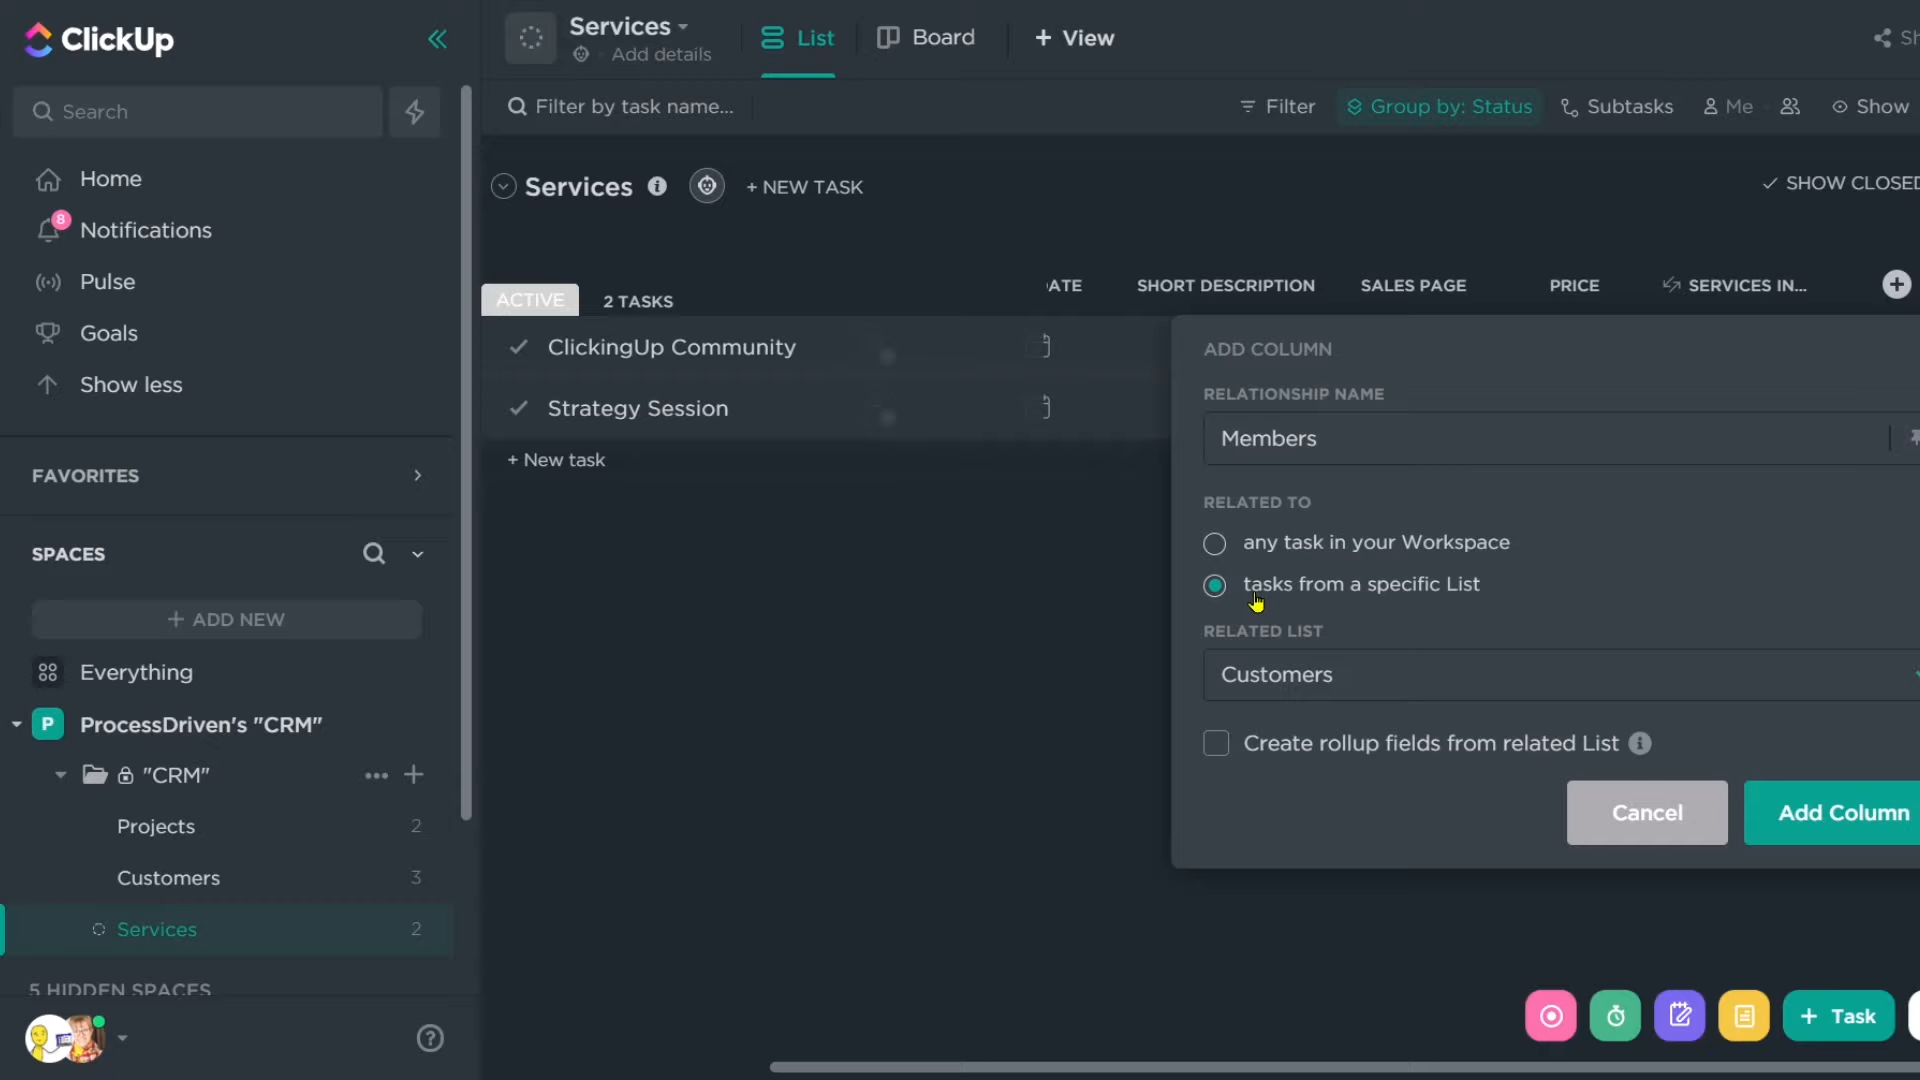 ClickUp
Search
Home
8
Notifications
Pulse
Goals
Show less
FAVORITES
SPACES
+ ADD NEW
Everything
P ProcessDriven's "CRM"
"CRM"
Projects 2
Customers 3
Services 2
5 HIDDEN SPACES
Services
Add details
List
Board
+ View
Sh
Filter by task name...
Filter
Group by: Status
Subtasks
Me
Show
Services
+ NEW TASK
SHOW CLOSED
ACTIVE
2 TASKS
ATE
SHORT DESCRIPTION
SALES PAGE
PRICE
SERVICES IN...
ClickingUp Community
Strategy Session
+ New task
ADD COLUMN
RELATIONSHIP NAME
Members
RELATED TO
any task in your Workspace
tasks from a specific List
RELATED LIST
Customers
Create rollup fields from related List
Cancel
Add Column
+ Task